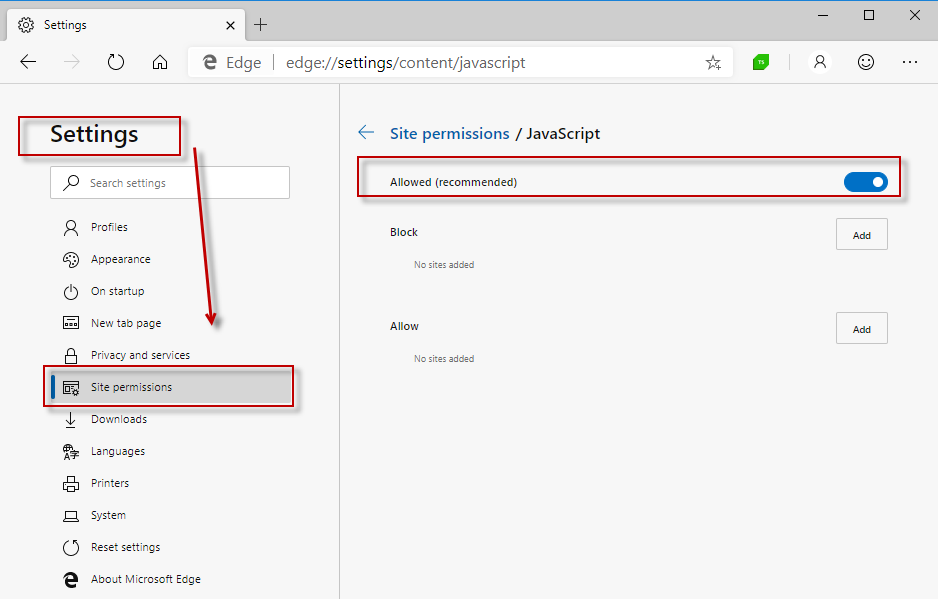 Settings
Edge edge://settings/content/javascript
TS
Settings
Search settings
Profiles
Appearance
On startup
New tab page
Privacy and services
Site permissions
Downloads
Languages
Printers
System
Reset settings
About Microsoft Edge
Site permissions / JavaScript
Allowed (recommended)
Block
Add
No sites added
Allow
Add
No sites added